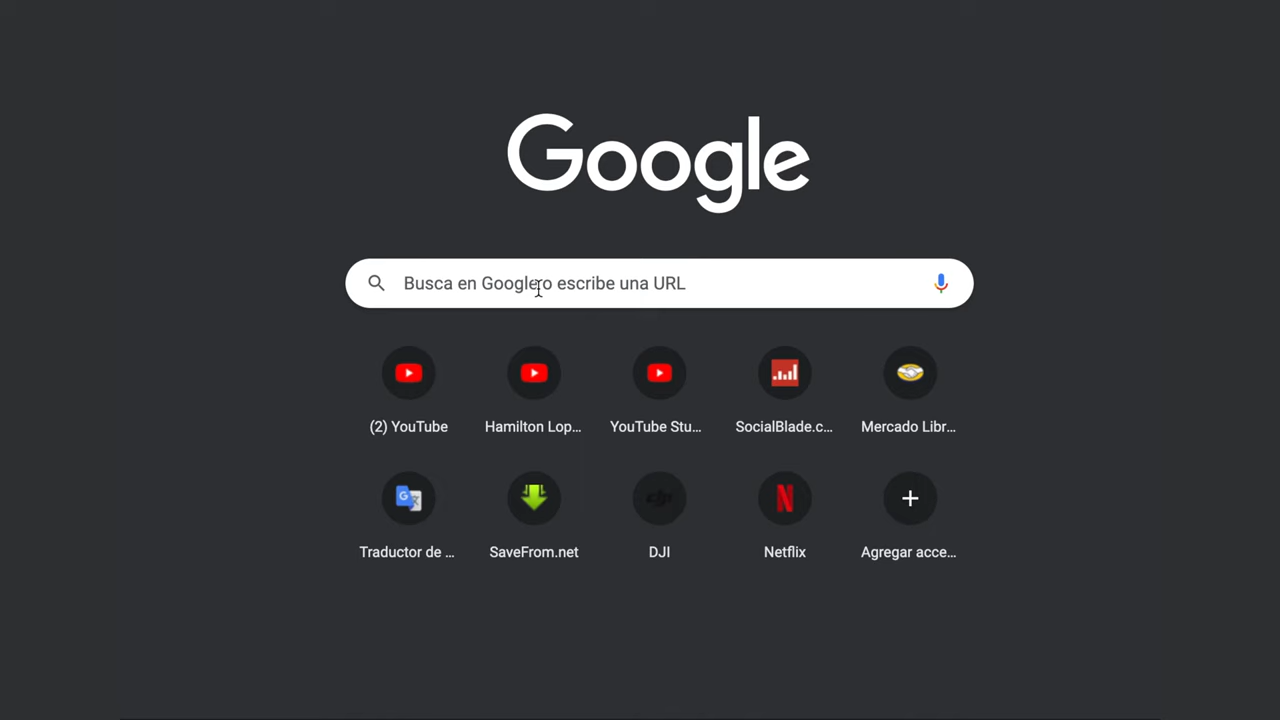 Google
Busca en Google o escribe una URL
(2) YouTube
Hamilton Lop...
YouTube Stu...
SocialBlade.c...
Mercado Libr...
Traductor de ...
SaveFrom.net
DJI
Netflix
Agregar acce...